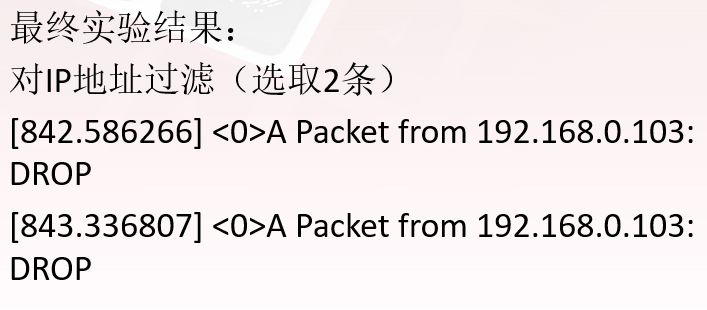 最终实验结果：
对IP地址过滤（选取2条）
[842.586266] <0>A Packet from 192.168.0.103:
DROP
[843.336807] <0>A Packet from 192.168.0.103:
DROP